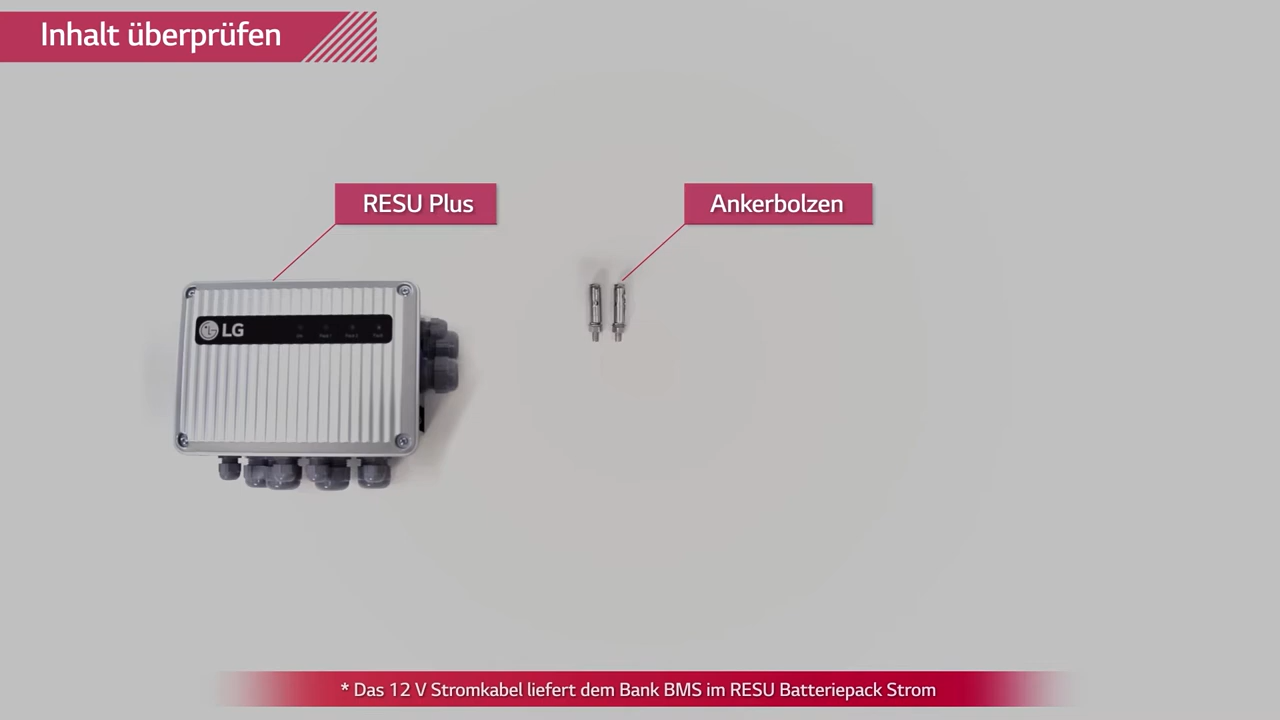 Inhalt überprüfen
RESU Plus
Ankerbolzen
LG
* Das 12 V Stromkabel liefert dem Bank BMS im RESU Batteriepack Strom